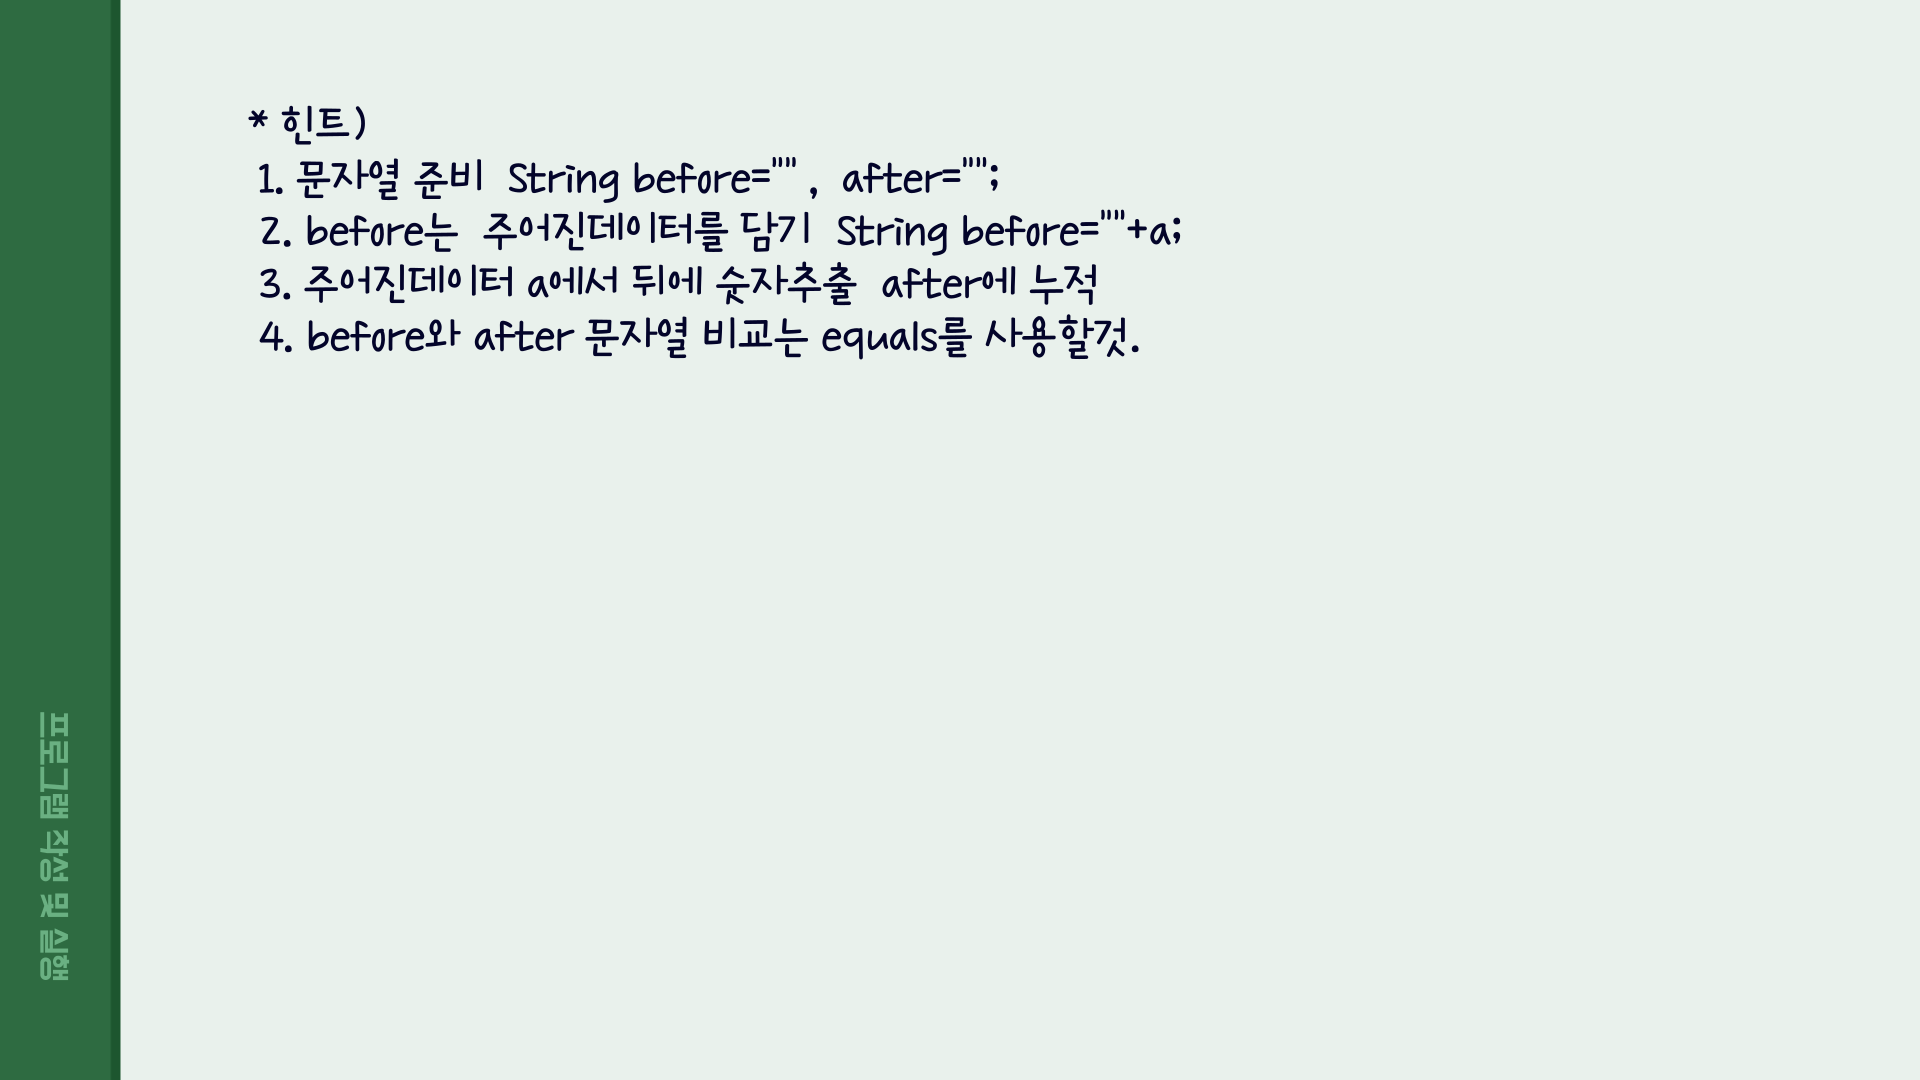 * 힌트)
1. 문자열 준비  String before="" ,  after="";
2. before는  주어진데이터를 담기  String before=""+a;
3. 주어진데이터 a에서 뒤에 숫자추출  after에 누적
4. before와 after 문자열 비교는 equals를 사용할것.
프로그램 작성 및 실행